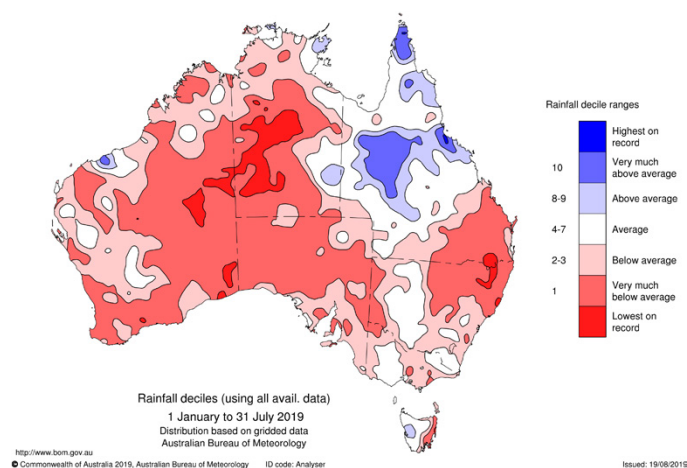 Rainfall decile ranges
Highest on
record
10
Very much
above average
8-9
Above average
4-7
Average
2-3
Below average
1
Very much
below average
Lowest on
record
Rainfall deciles (using all avail. data)
1 January to 31 July 2019
Distribution based on gridded data
Australian Bureau of Meteorology
http://www.bom.gov.au
© Commonwealth of Australia 2019, Australian Bureau of Meteorology ID code: Analyser Issued: 19/08/2019